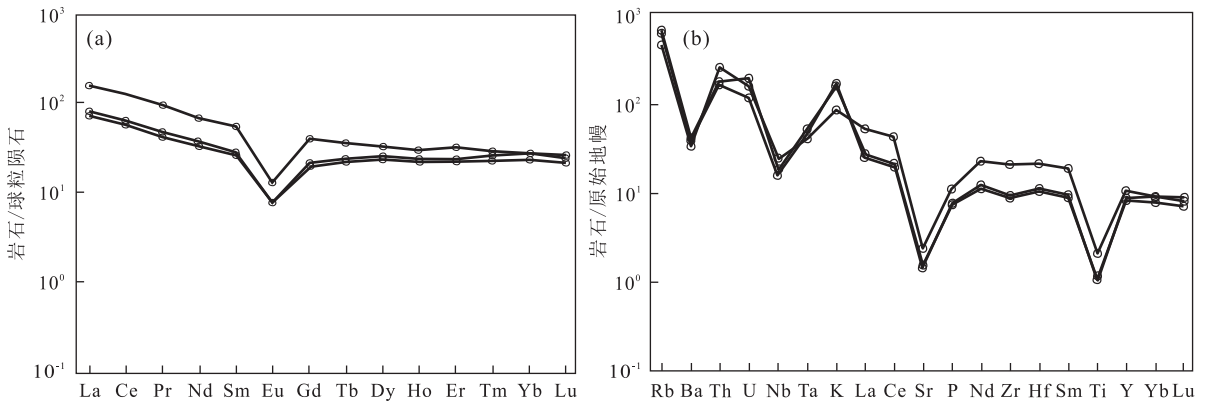 (a)
10³
10²
10¹
10⁰
10⁻¹
岩石/球粒陨石
La Ce Pr Nd Sm Eu Gd Tb Dy Ho Er Tm Yb Lu
(b)
10³
10²
10¹
10⁰
10⁻¹
岩石/原始地幔
Rb Ba Th U Nb Ta K La Ce Sr P Nd Zr Hf Sm Ti Y Yb Lu